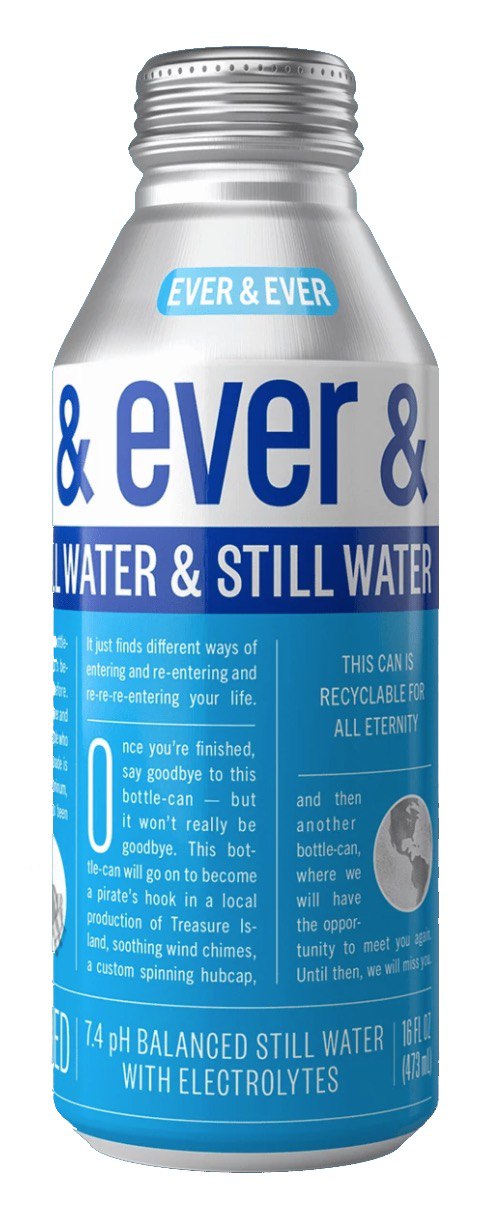 EVER & EVER
& ever &
WATER & STILL WATER
It just finds different ways of
entering and re-entering and
re-re-re-entering your life.
Once you're finished,
say goodbye to this
bottle-can — but
it won't really be
goodbye. This bot-
tle-can will go on to become
a pirate's hook in a local
production of Treasure Is-
land, soothing wind chimes,
a custom spinning hubcap,
THIS CAN IS
RECYCLABLE FOR
ALL ETERNITY
and then
another
bottle-can,
where we
will have
the oppor-
tunity to meet you again.
Until then, we will miss you.
7.4 pH BALANCED STILL WATER
WITH ELECTROLYTES
16 FL OZ
(473 mL)